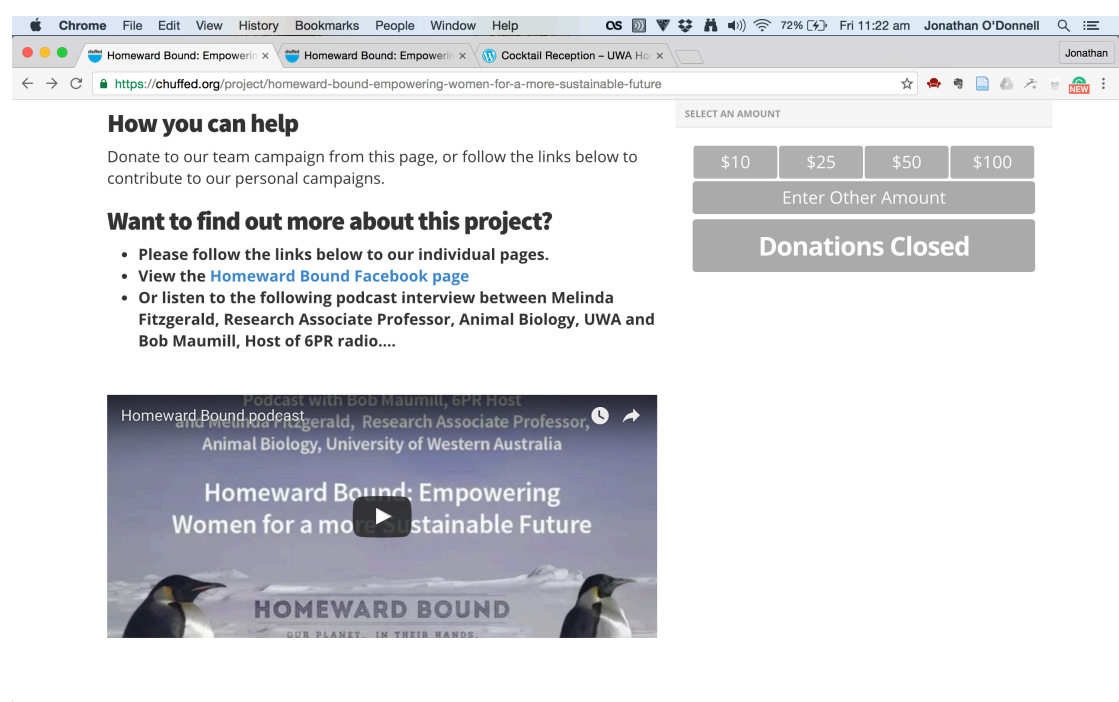 Chrome File Edit View History Bookmarks People Window Help OS 72% Fri 11:22 am Jonathan O'Donnell
Homeward Bound: Empowerin Homeward Bound: Empowerin Cocktail Reception – UWA Ho Jonathan
https://chuffed.org/project/homeward-bound-empowering-women-for-a-more-sustainable-future NEW
How you can help
Donate to our team campaign from this page, or follow the links below to
contribute to our personal campaigns.
Want to find out more about this project?
• Please follow the links below to our individual pages.
• View the Homeward Bound Facebook page
• Or listen to the following podcast interview between Melinda
Fitzgerald, Research Associate Professor, Animal Biology, UWA and
Bob Maumill, Host of 6PR radio....
SELECT AN AMOUNT
$10 $25 $50 $100
Enter Other Amount
Donations Closed
Podcast with Bob Maumill, 6PR Host
Homeward Bound podcast
and Melinda Fitzgerald, Research Associate Professor,
Animal Biology, University of Western Australia
Homeward Bound: Empowering
Women for a more Sustainable Future
HOMEWARD BOUND
OUR PLANET. IN THEIR HANDS.